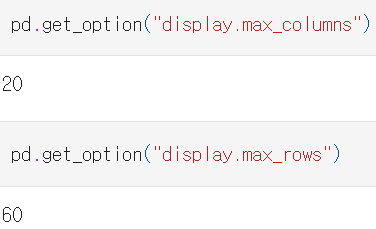 pd.get_option("display.max_columns")
20
pd.get_option("display.max_rows")
60